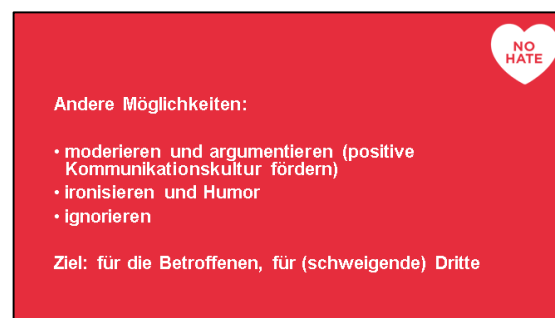 NO
HATE
Andere Möglichkeiten:
• moderieren und argumentieren (positive
Kommunikationskultur fördern)
• ironisieren und Humor
• ignorieren
Ziel: für die Betroffenen, für (schweigende) Dritte